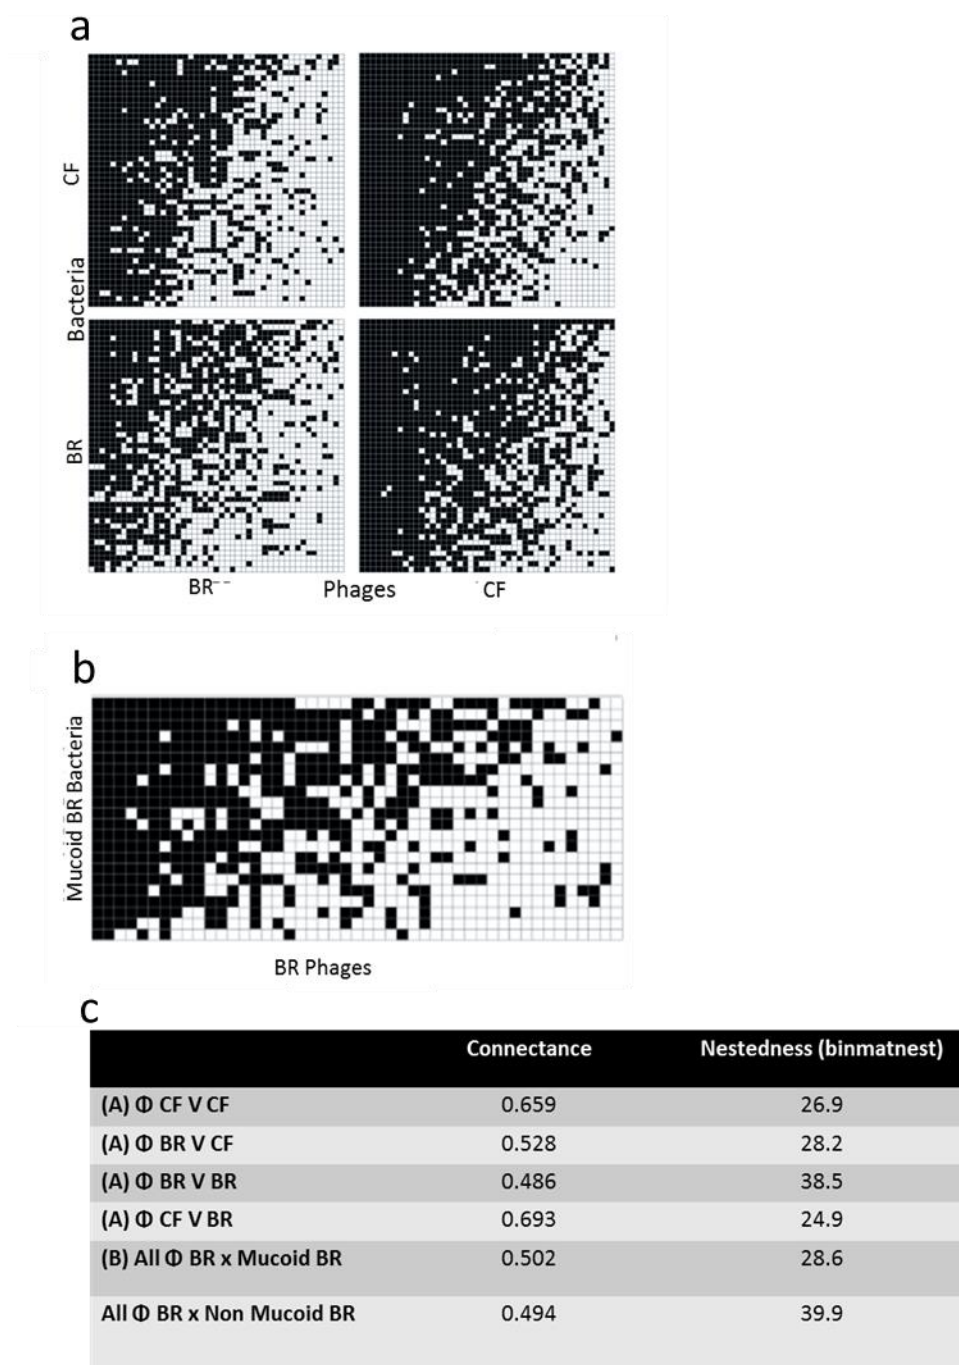 a
CF
Bacteria
BR
BR Phages CF
b
Mucoid BR Bacteria
BR Phages
c
Connectance Nestedness (binmatnest)
(A) Φ CF V CF 0.659 26.9
(A) Φ BR V CF 0.528 28.2
(A) Φ BR V BR 0.486 38.5
(A) Φ CF V BR 0.693 24.9
(B) All Φ BR x Mucoid BR 0.502 28.6
All Φ BR x Non Mucoid BR 0.494 39.9